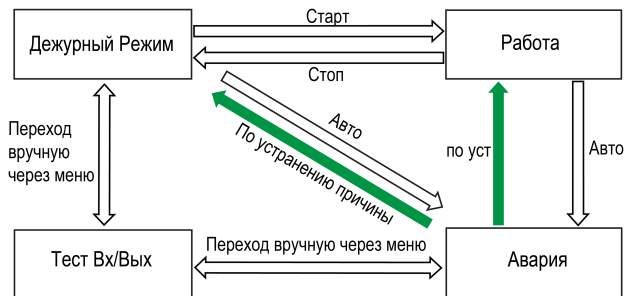 Старт
Дежурный Режим
Работа
Стоп
Переход
вручную
через меню
Авто
По устранению причины
по уст
Авто
Переход вручную через меню
Тест Вх/Вых
Авария